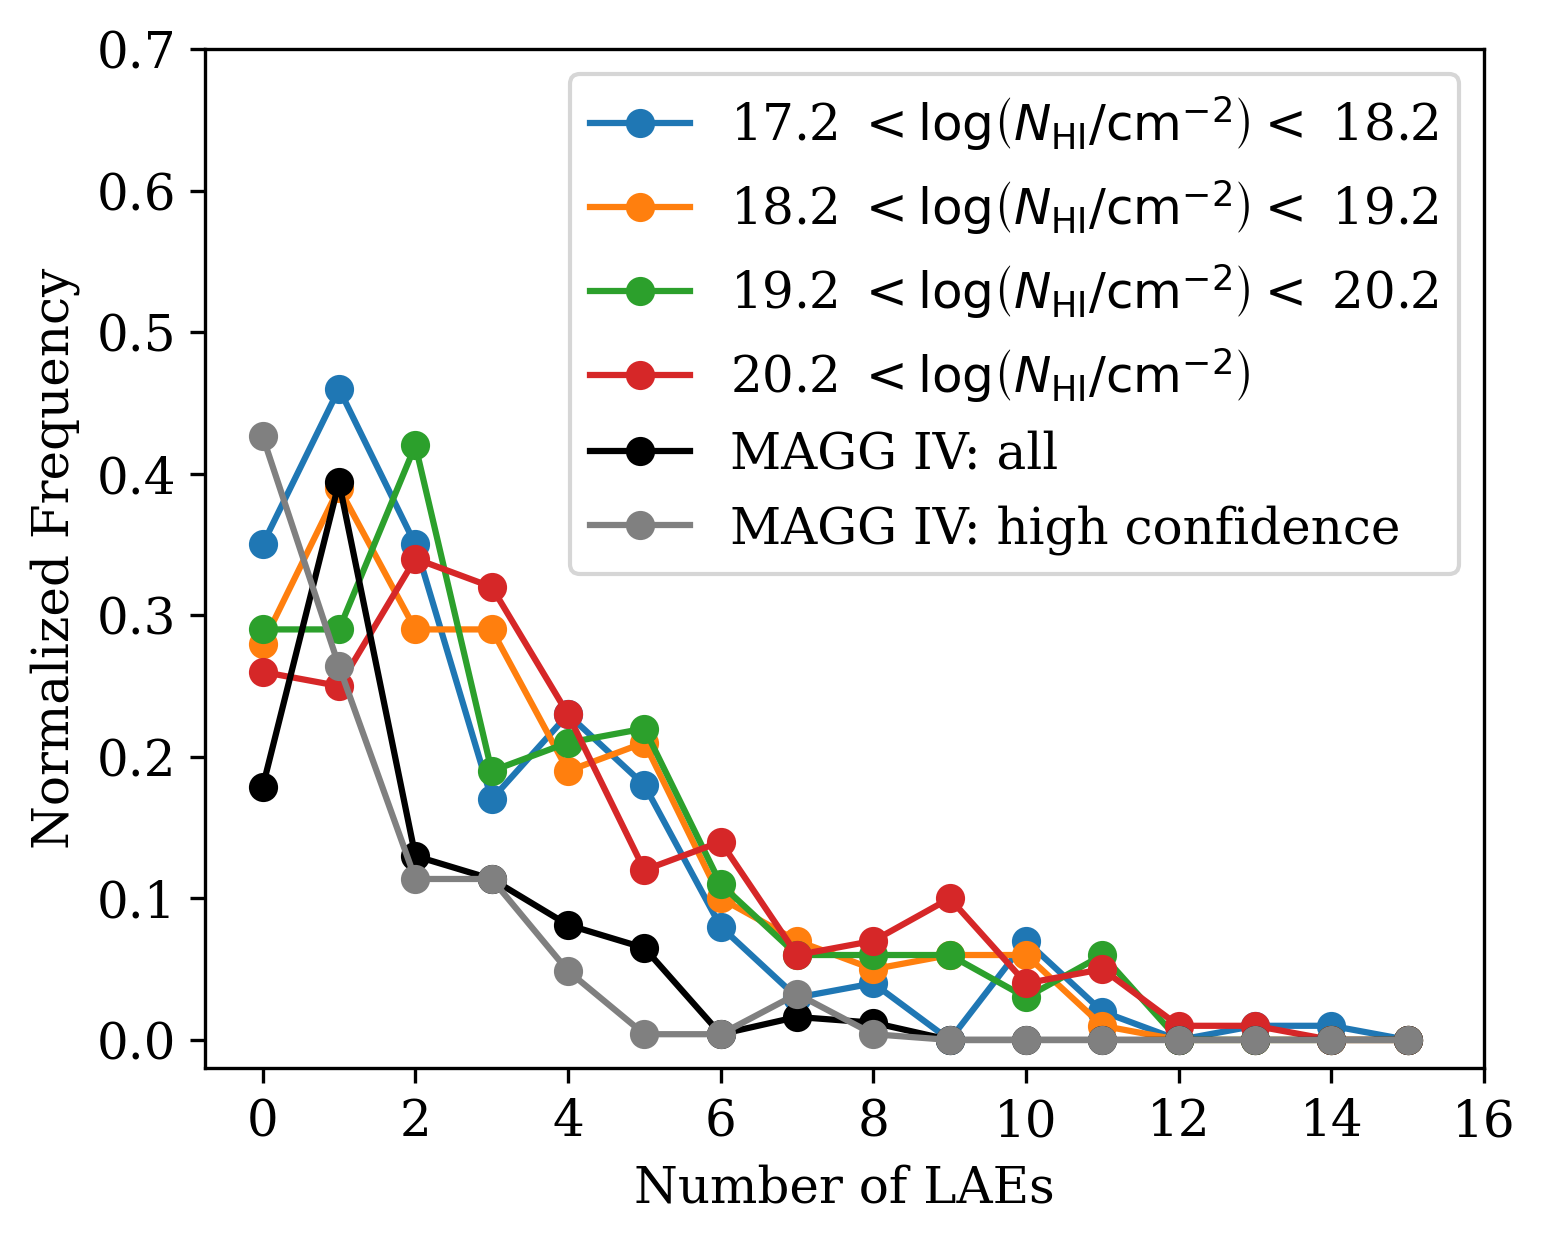 0.7
0.6
0.5
0.4
0.3
0.2
0.1
0.0
Normalized Frequency
17.2 < log(N_HI/cm⁻²) < 18.2
18.2 < log(N_HI/cm⁻²) < 19.2
19.2 < log(N_HI/cm⁻²) < 20.2
20.2 < log(N_HI/cm⁻²)
MAGG IV: all
MAGG IV: high confidence
0 2 4 6 8 10 12 14 16
Number of LAEs